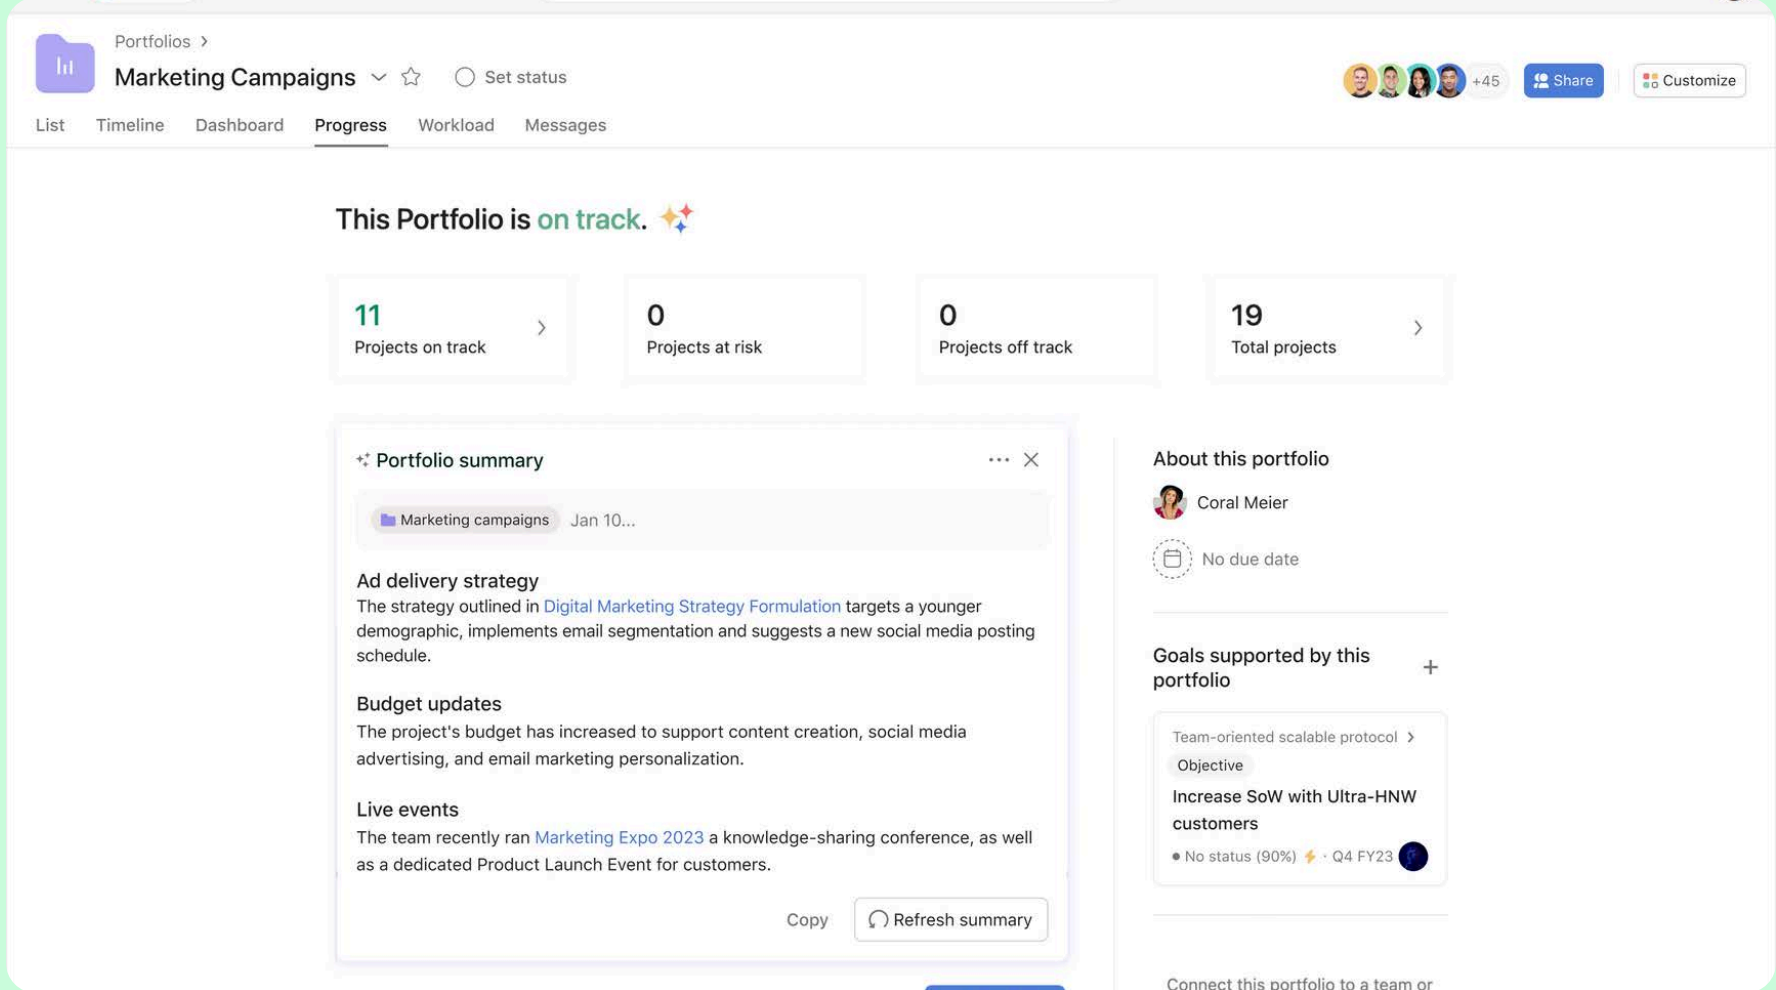 Portfolios
Marketing Campaigns
Set status
+45
Share
Customize
List
Timeline
Dashboard
Progress
Workload
Messages
This Portfolio is on track.
11
Projects on track
0
Projects at risk
0
Projects off track
19
Total projects
Portfolio summary
Marketing campaigns Jan 10...
Ad delivery strategy
The strategy outlined in Digital Marketing Strategy Formulation targets a younger
demographic, implements email segmentation and suggests a new social media posting
schedule.
Budget updates
The project's budget has increased to support content creation, social media
advertising, and email marketing personalization.
Live events
The team recently ran Marketing Expo 2023 a knowledge-sharing conference, as well
as a dedicated Product Launch Event for customers.
Copy
Refresh summary
About this portfolio
Coral Meier
No due date
Goals supported by this
portfolio
Team-oriented scalable protocol
Objective
Increase SoW with Ultra-HNW
customers
No status (90%) · Q4 FY23
Connect this portfolio to a team or